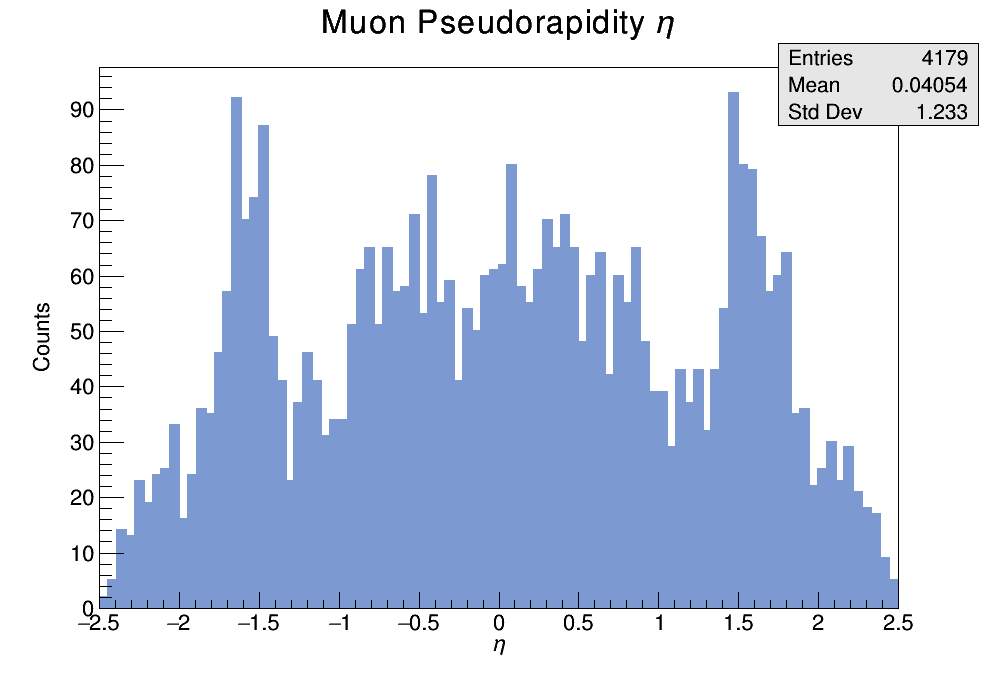 Muon Pseudorapidity η
Entries 4179
Mean 0.04054
Std Dev 1.233
Counts
90
80
70
60
50
40
30
20
10
0
−2.5 −2 −1.5 −1 −0.5 0 0.5 1 1.5 2 2.5
η